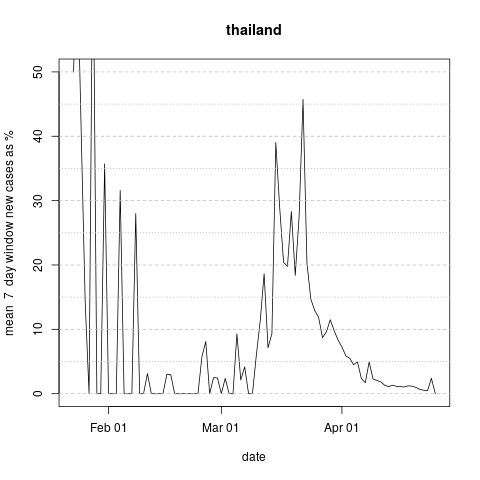 thailand
mean  7  day window new cases as %
50
40
30
20
10
0
Feb 01
Mar 01
Apr 01
date